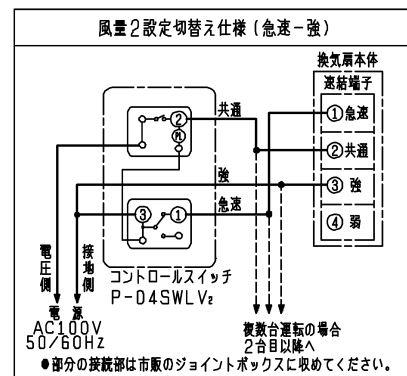 風量2設定切替え仕様(急速-強)
換気扇本体
速結端子
①急速
②共通
③ 強
④ 弱
共通
強
急速
②
PL
③
①
電圧側
接地側
コントロールスイッチ
P-04SWLV2
電源
AC100V
50/60Hz
複数台運転の場合
2台目以降へ
●部分の接続部は市販のジョイントボックスに収めてください。